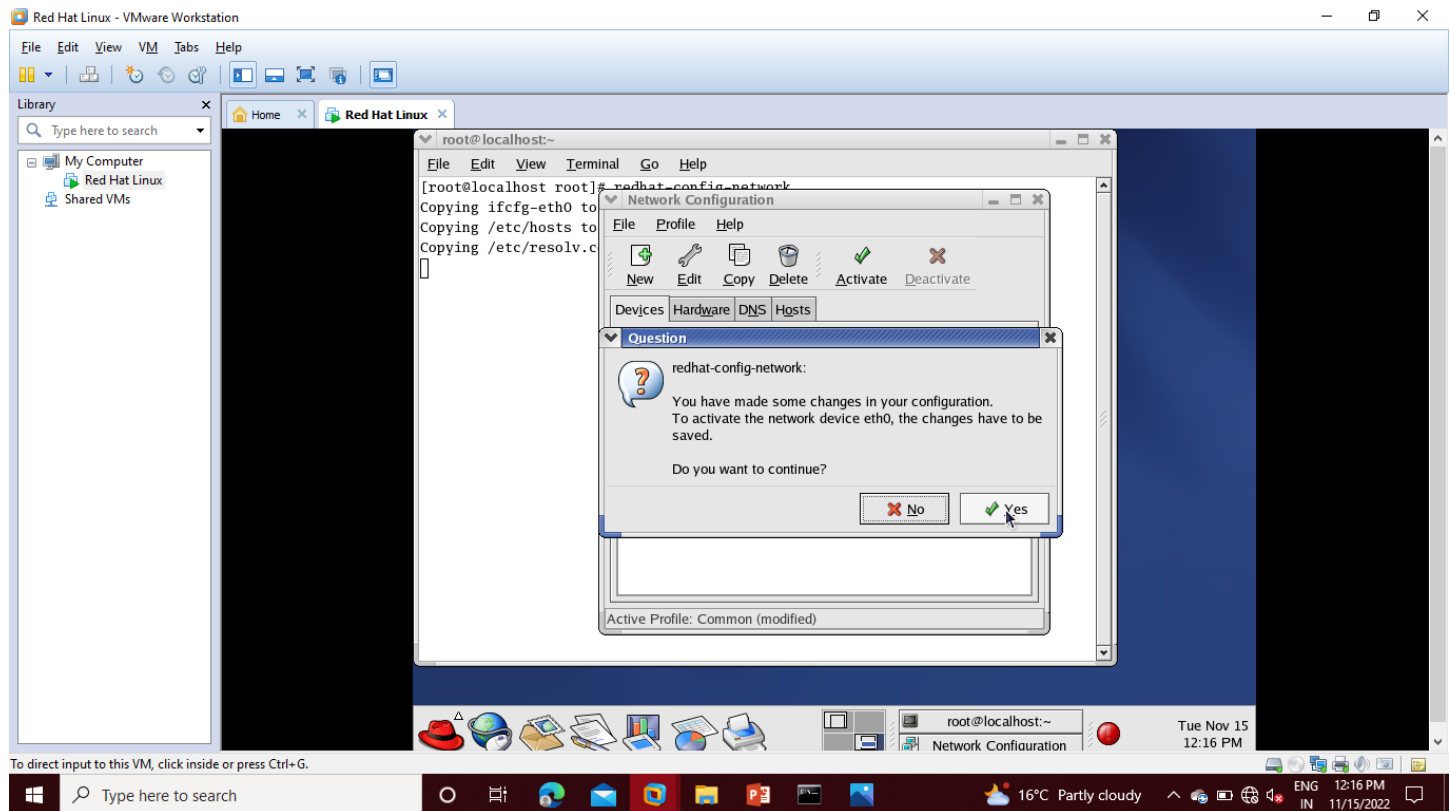 Red Hat Linux - VMware Workstation
File Edit View VM Tabs Help
Library
Type here to search
My Computer
Red Hat Linux
Shared VMs
Home
Red Hat Linux
root@localhost:~
File Edit View Terminal Go Help
[root@localhost root]# redhat-config-network
Copying ifcfg-eth0 to
Copying /etc/hosts to
Copying /etc/resolv.c
Network Configuration
File Profile Help
New Edit Copy Delete Activate Deactivate
Devices Hardware DNS Hosts
Question
redhat-config-network:
You have made some changes in your configuration.
To activate the network device eth0, the changes have to be
saved.
Do you want to continue?
No Yes
Active Profile: Common (modified)
root@localhost:~
Network Configuration
Tue Nov 15
12:16 PM
To direct input to this VM, click inside or press Ctrl+G.
Type here to search
16°C Partly cloudy
ENG
IN
12:16 PM
11/15/2022